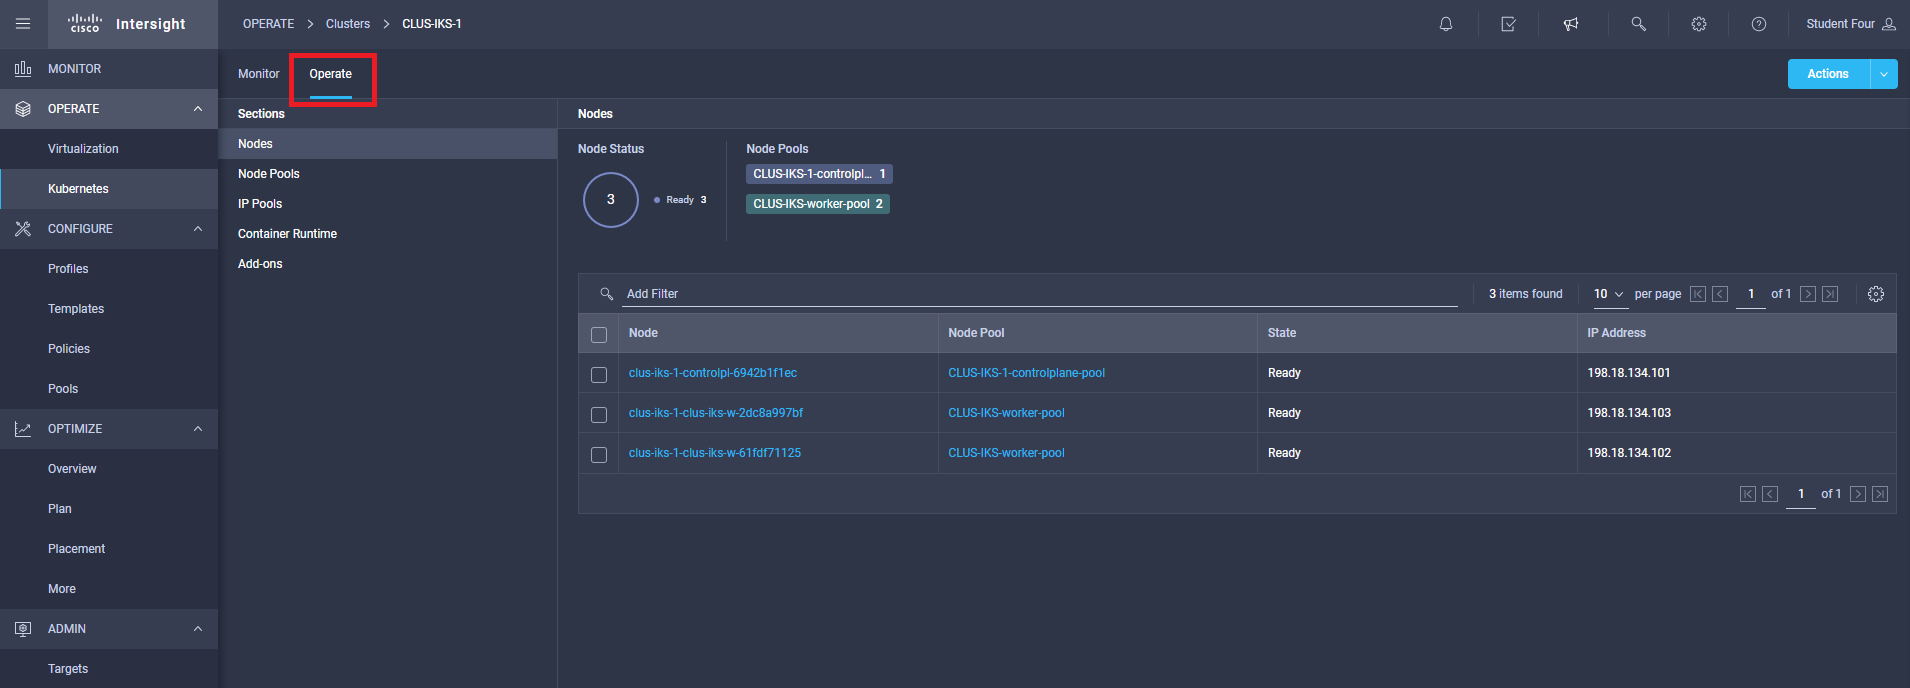 CISCO Intersight
OPERATE > Clusters > CLUS-IKS-1
Student Four
MONITOR
OPERATE
Virtualization
Kubernetes
CONFIGURE
Profiles
Templates
Policies
Pools
OPTIMIZE
Overview
Plan
Placement
More
ADMIN
Targets
Monitor Operate
Actions
Sections
Nodes
Node Pools
IP Pools
Container Runtime
Add-ons
Nodes
Node Status
3
Ready 3
Node Pools
CLUS-IKS-1-controlpl... 1
CLUS-IKS-worker-pool 2
Add Filter 3 items found 10 per page 1 of 1
Node Node Pool State IP Address
clus-iks-1-controlpl-6942b1f1ec CLUS-IKS-1-controlplane-pool Ready 198.18.134.101
clus-iks-1-clus-iks-w-2dc8a997bf CLUS-IKS-worker-pool Ready 198.18.134.103
clus-iks-1-clus-iks-w-61fdf71125 CLUS-IKS-worker-pool Ready 198.18.134.102
1 of 1